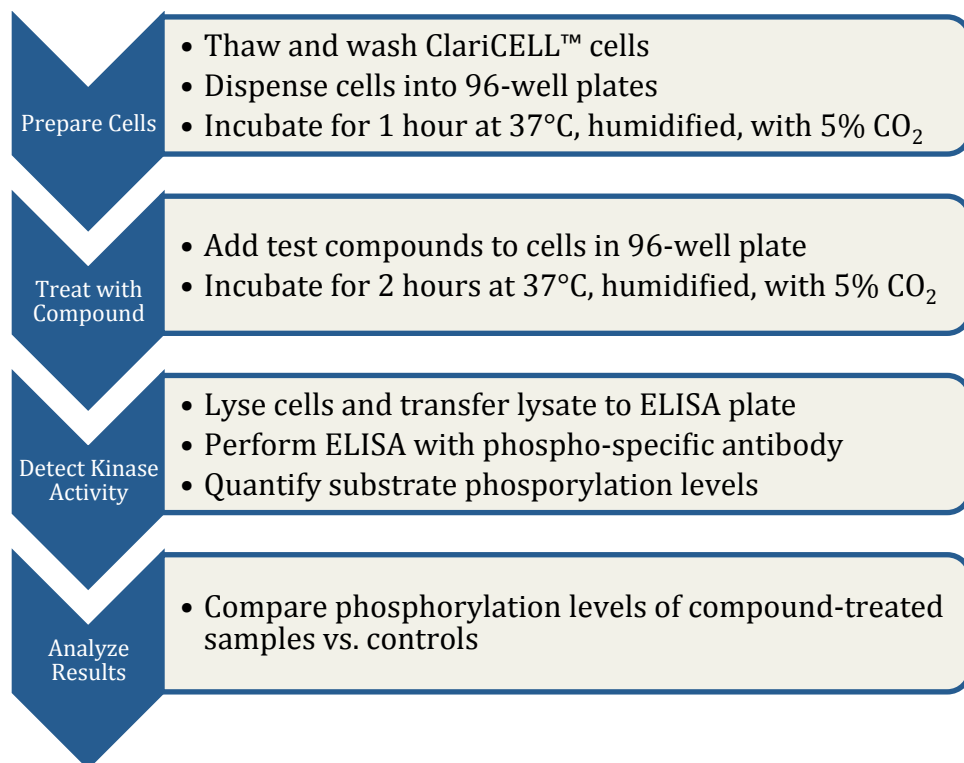 Prepare Cells
• Thaw and wash ClariCELL™ cells
• Dispense cells into 96-well plates
• Incubate for 1 hour at 37°C, humidified, with 5% CO₂
Treat with
Compound
• Add test compounds to cells in 96-well plate
• Incubate for 2 hours at 37°C, humidified, with 5% CO₂
Detect Kinase
Activity
• Lyse cells and transfer lysate to ELISA plate
• Perform ELISA with phospho-specific antibody
• Quantify substrate phosporylation levels
Analyze
Results
• Compare phosphorylation levels of compound-treated
samples vs. controls